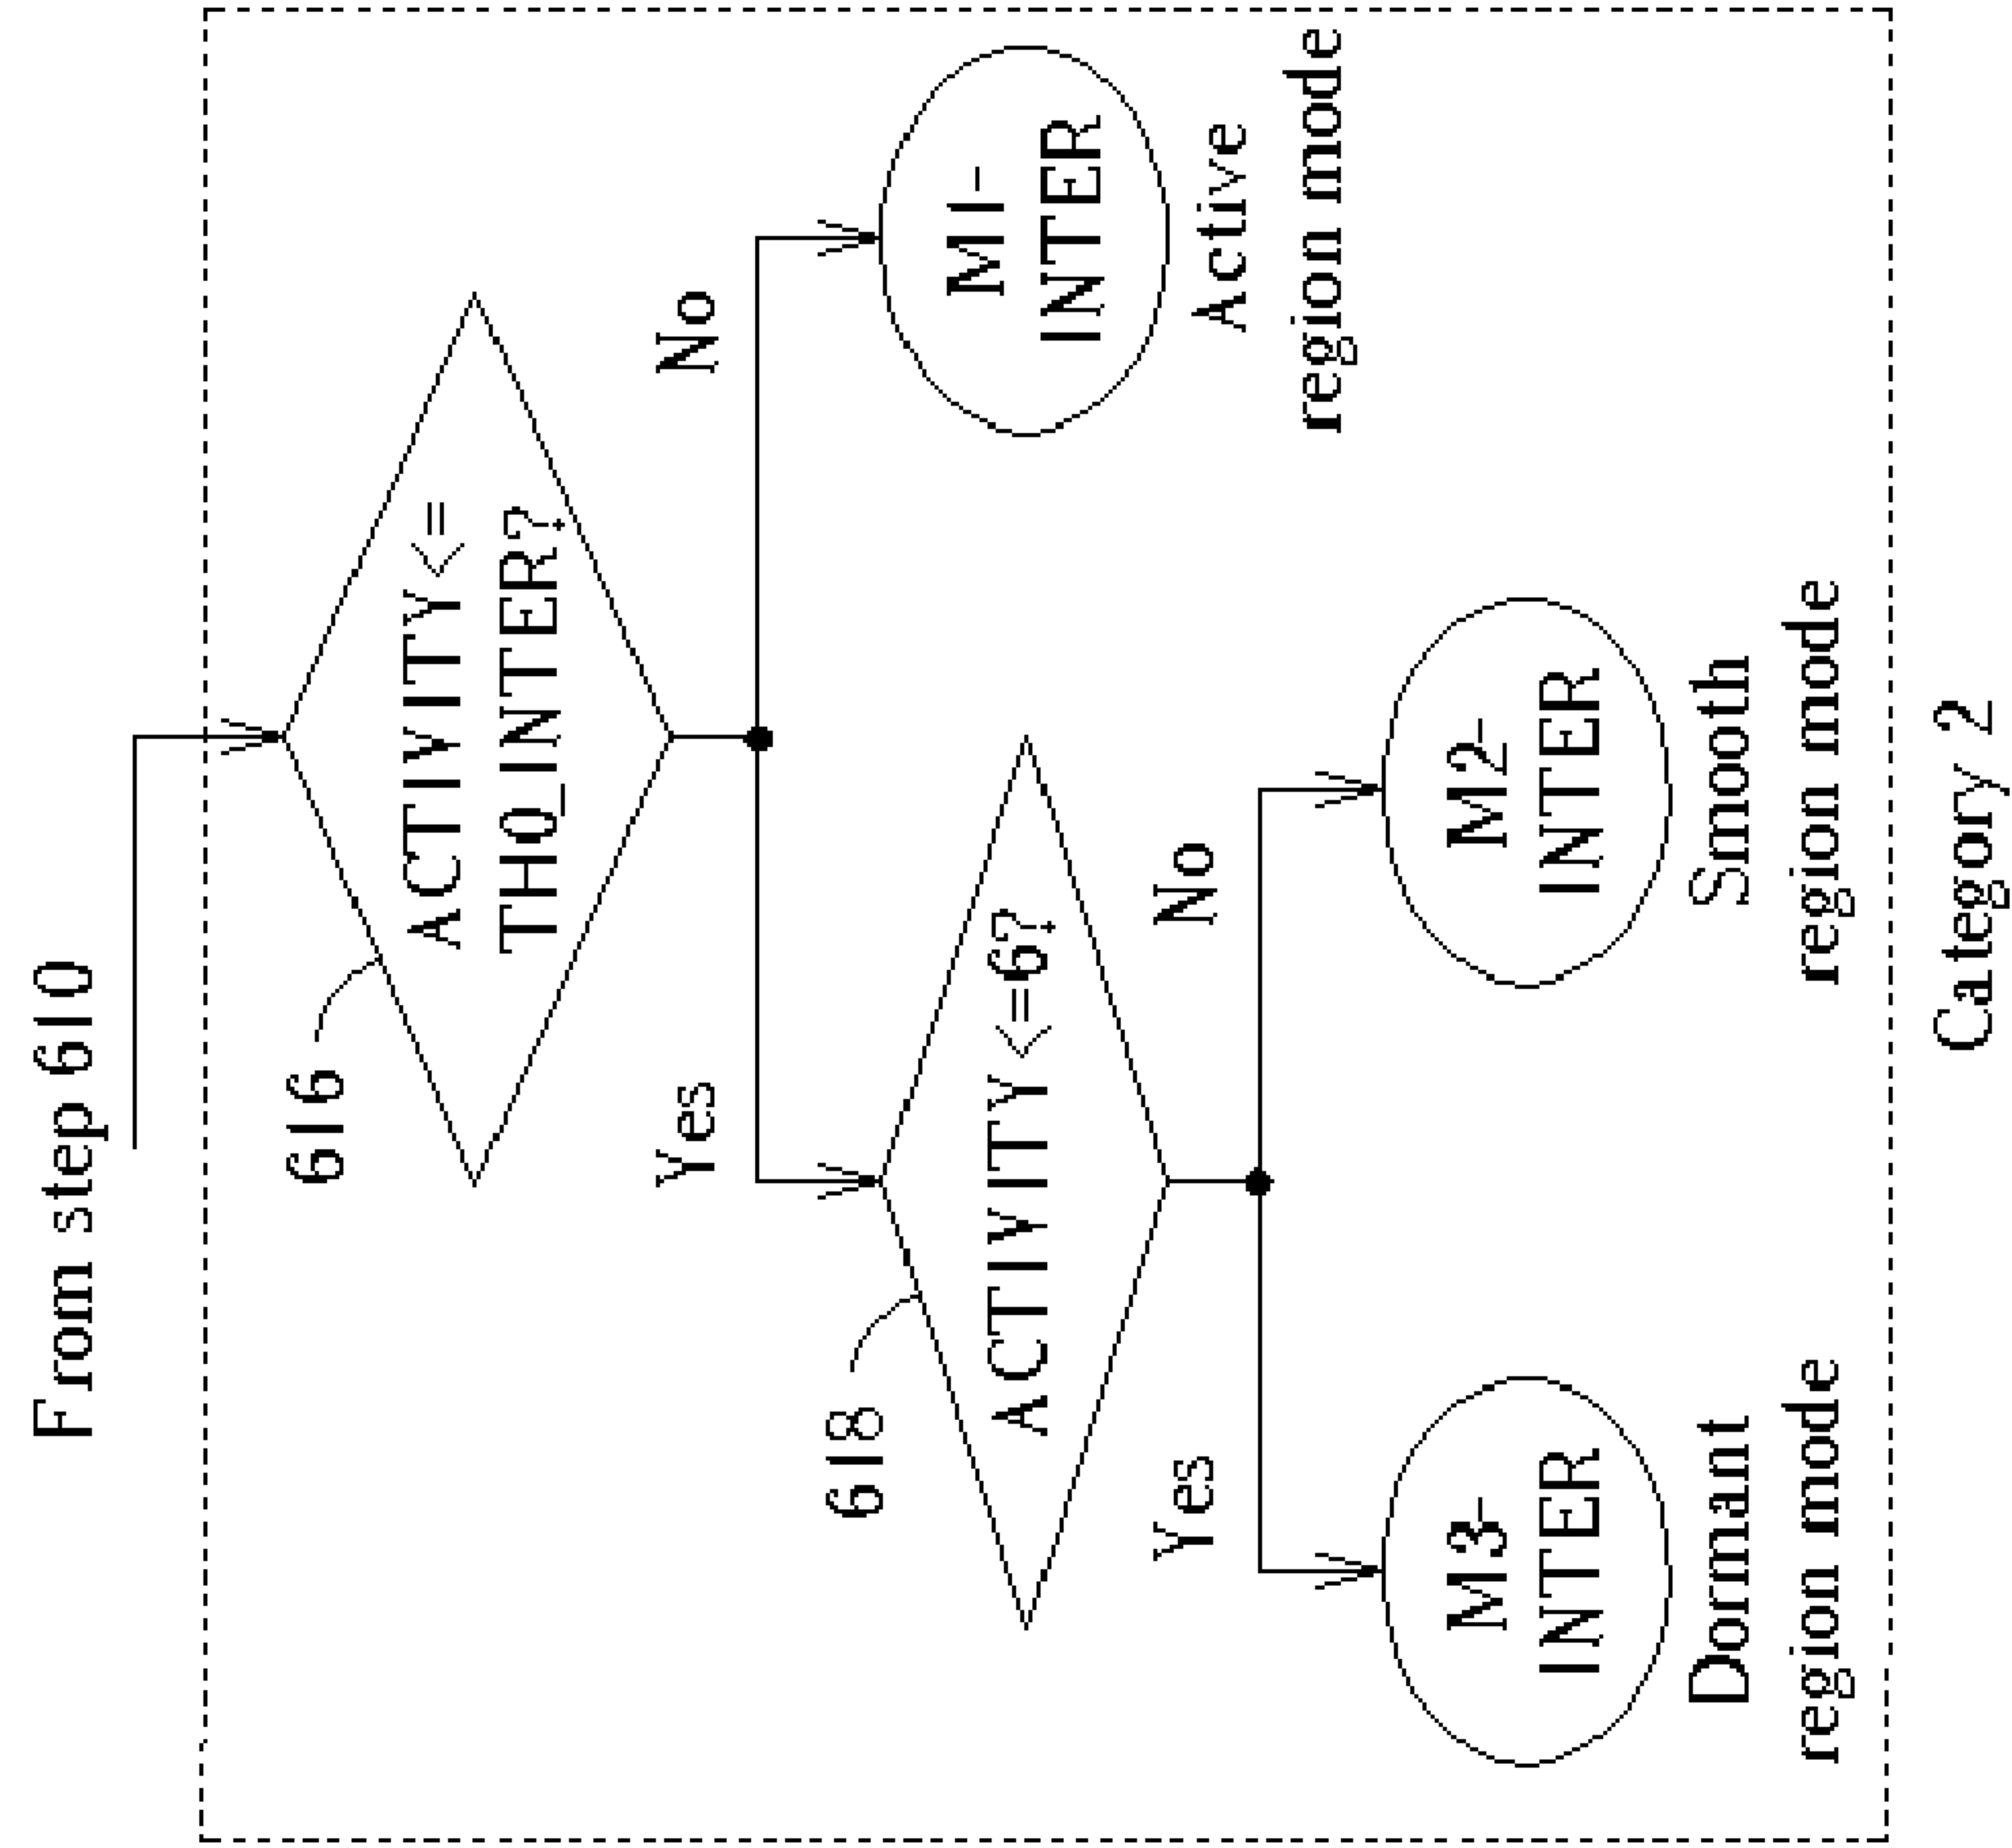 From step 610
616
ACTIVITY<=
TH0_INTER?
Yes
No
618
ACTIVITY<=6?
M1-
INTER
Active
region mode
Yes
No
M3-
INTER
Dormant
region mode
M2-
INTER
Smooth
region mode
Category 2